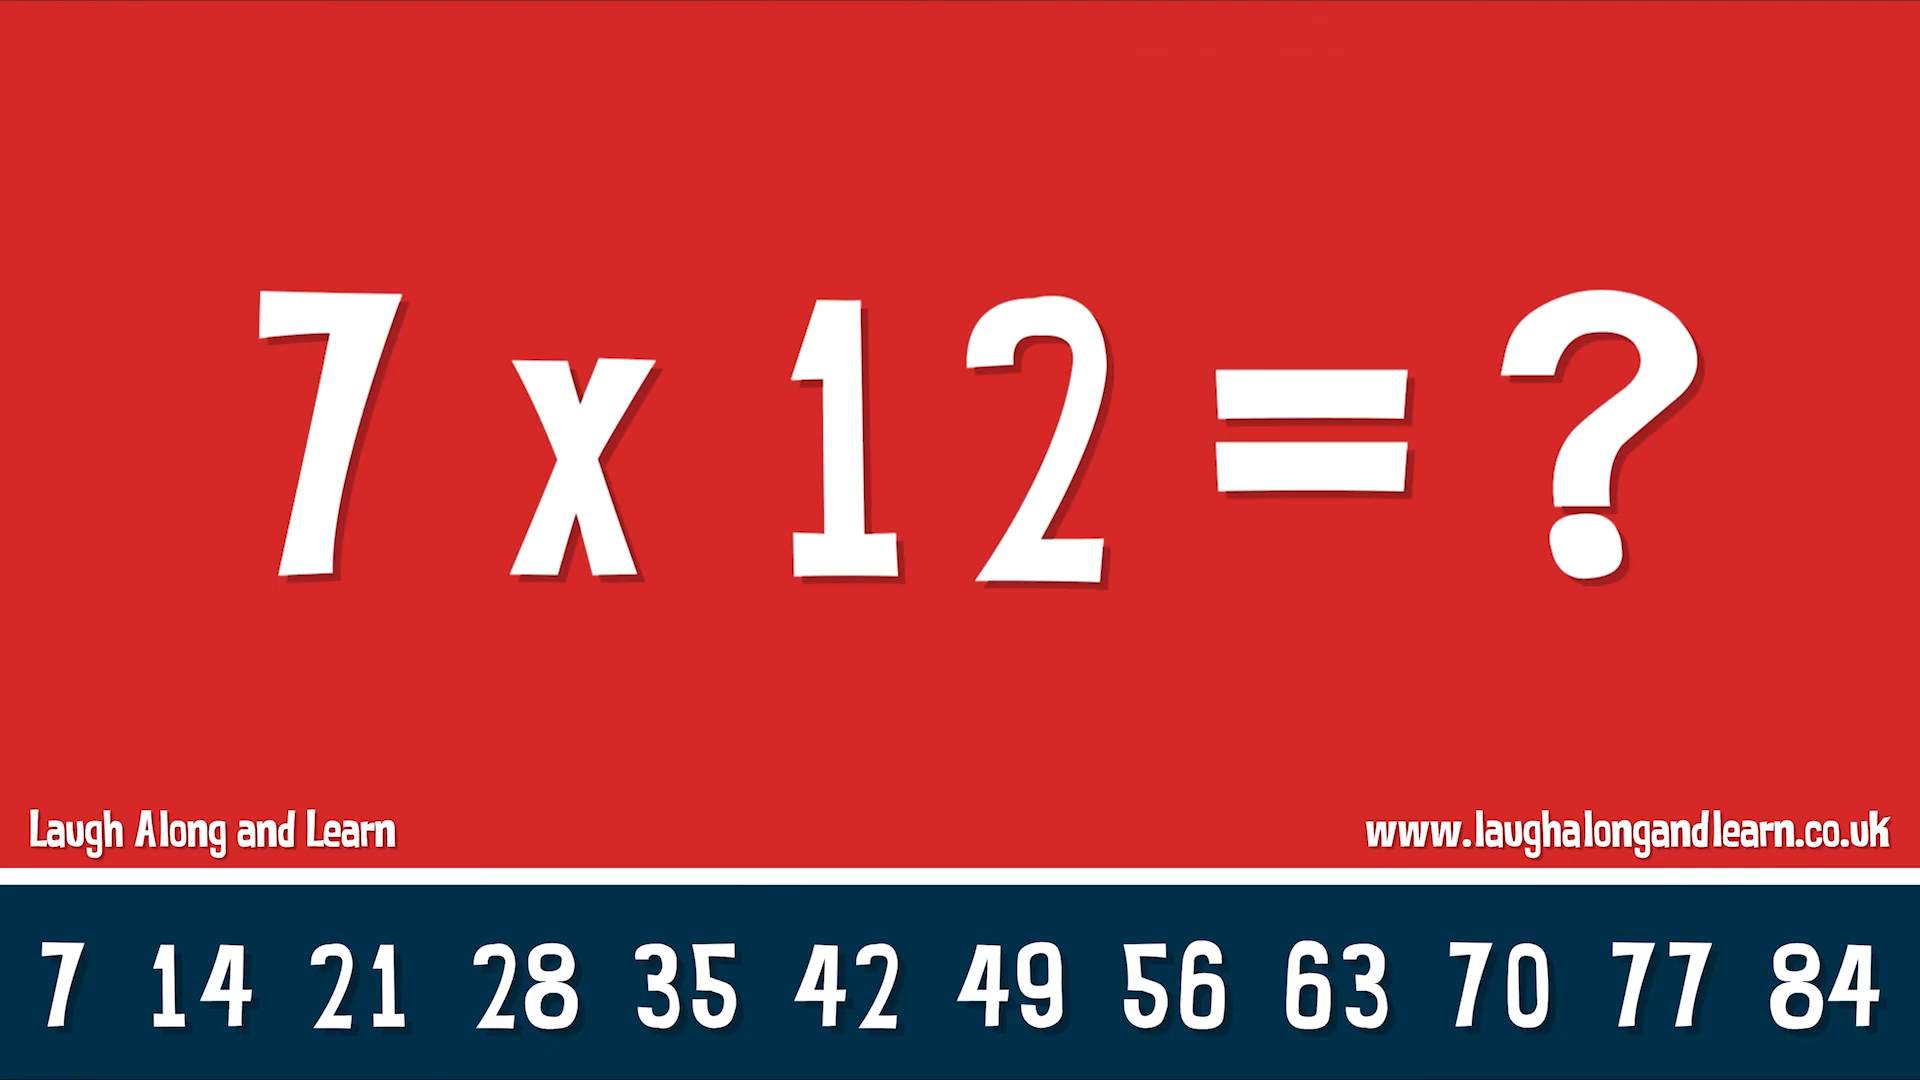 7 x 12 = ?
Laugh Along and Learn
www.laughalongandlearn.co.uk
7 14 21 28 35 42 49 56 63 70 77 84